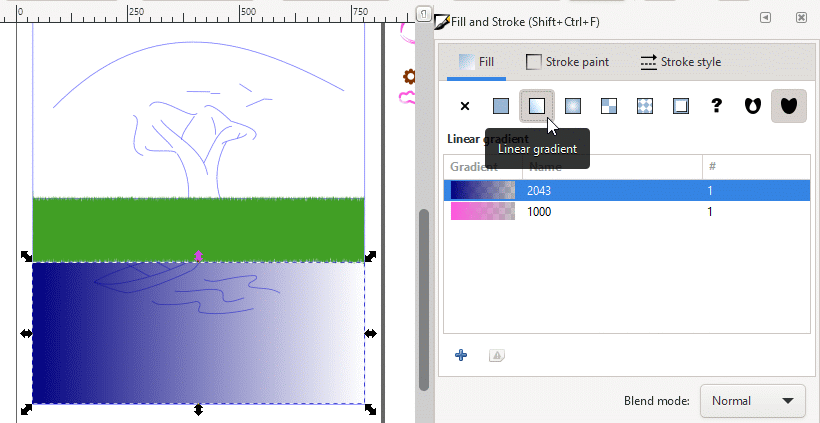 0 250 500 750
Fill and Stroke (Shift+Ctrl+F)
Fill Stroke paint Stroke style
?
Linear gradient
Linear gradient
Gradient Name #
2043 1
1000 1
Blend mode: Normal